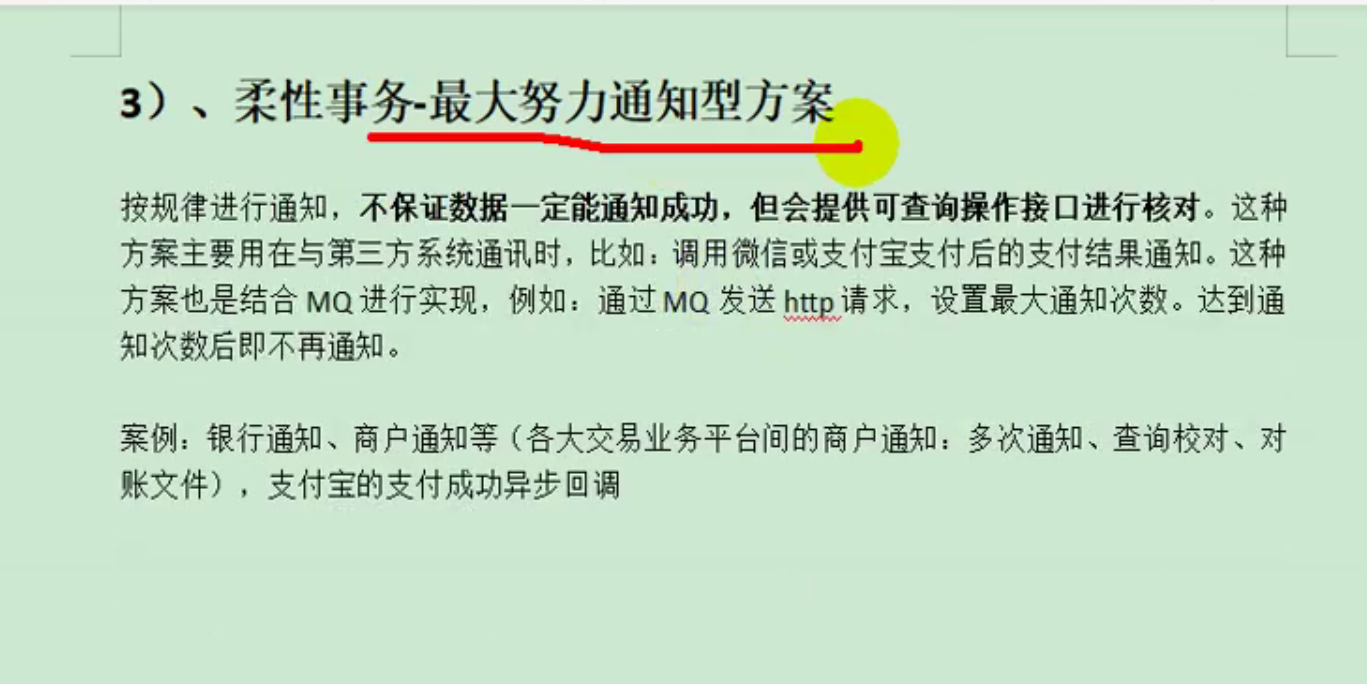 3）、柔性事务-最大努力通知型方案
按规律进行通知，不保证数据一定能通知成功，但会提供可查询操作接口进行核对。这种
方案主要用在与第三方系统通讯时，比如：调用微信或支付宝支付后的支付结果通知。这种
方案也是结合 MQ 进行实现，例如：通过 MQ 发送 http 请求，设置最大通知次数。达到通
知次数后即不再通知。
案例：银行通知、商户通知等（各大交易业务平台间的商户通知：多次通知、查询校对、对
账文件），支付宝的支付成功异步回调